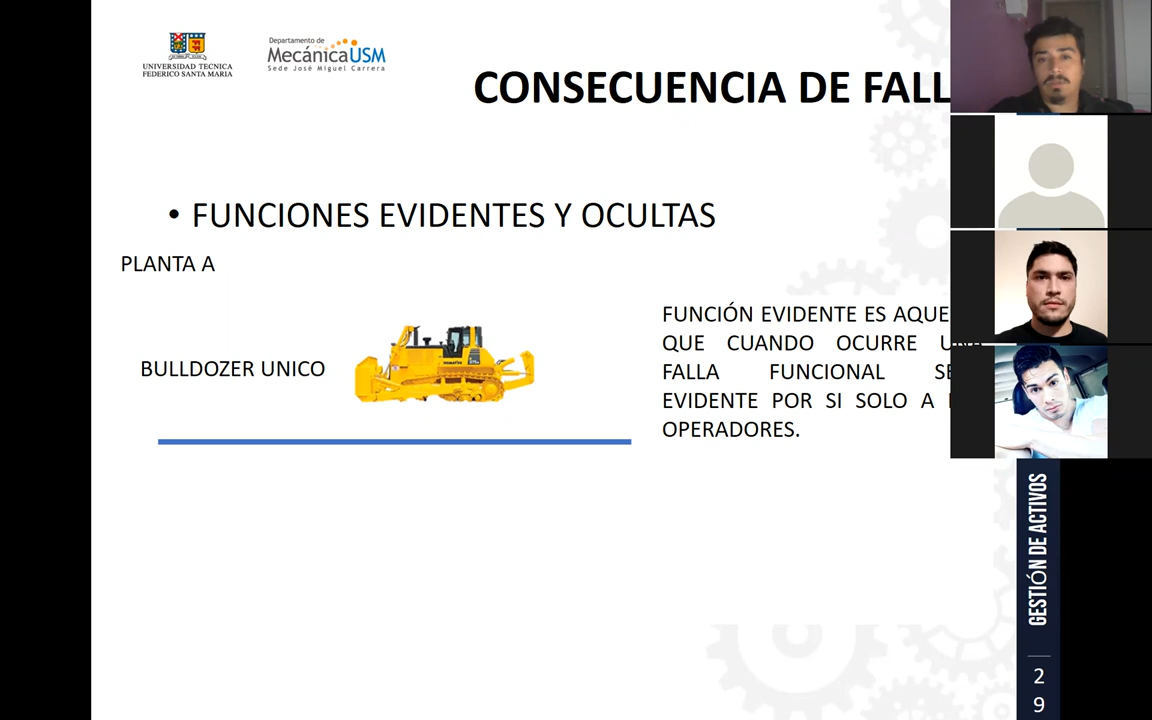 UNIVERSIDAD TECNICA
FEDERICO SANTA MARIA
Departamento de
MecánicaUSM
Sede José Miguel Carrera
CONSECUENCIA DE FALL
• FUNCIONES EVIDENTES Y OCULTAS
PLANTA A
BULLDOZER UNICO
FUNCIÓN EVIDENTE ES AQUE
QUE CUANDO OCURRE UNA
FALLA FUNCIONAL SE
EVIDENTE POR SI SOLO A
OPERADORES.
GESTIÓN DE ACTIVOS
2
9